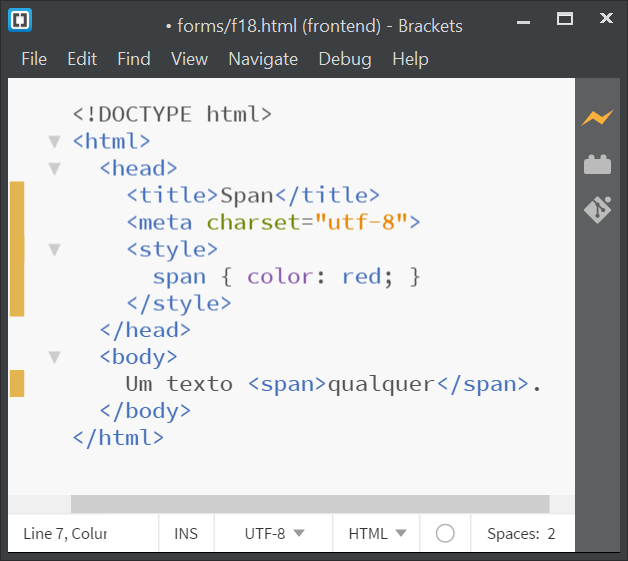 • forms/f18.html (frontend) - Brackets
File Edit Find View Navigate Debug Help
<!DOCTYPE html>
<html>
<head>
<title>Span</title>
<meta charset="utf-8">
<style>
span { color: red; }
</style>
</head>
<body>
Um texto <span>qualquer</span>.
</body>
</html>
Line 7, Colur INS UTF-8 HTML Spaces: 2